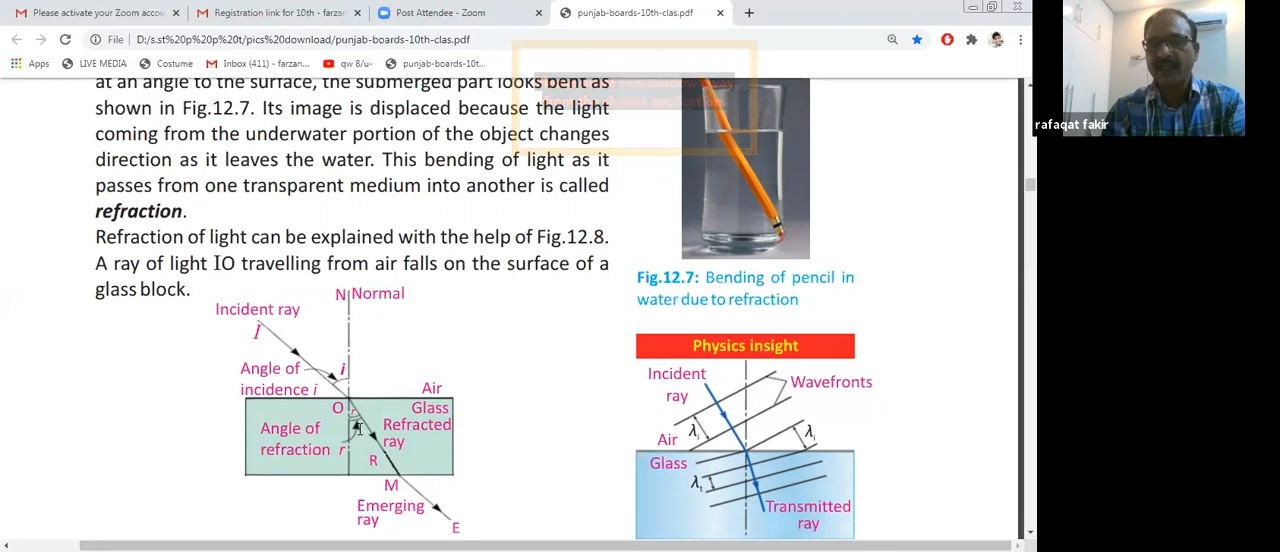 Please activate your Zoom accou
Registration link for 10th - farzan
Post Attendee - Zoom
punjab-boards-10th-clas.pdf
File
D:/s.st%20p%20p%20t/pics%20download/punjab-boards-10th-clas.pdf
Apps
LIVE MEDIA
Costume
Inbox (411) - farzan...
qw 8/u-
punjab-boards-10t...
rafaqat fakir
at an angle to the surface, the submerged part looks bent as
shown in Fig.12.7. Its image is displaced because the light
coming from the underwater portion of the object changes
direction as it leaves the water. This bending of light as it
passes from one transparent medium into another is called
refraction.
Refraction of light can be explained with the help of Fig.12.8.
A ray of light IO travelling from air falls on the surface of a
glass block.
N Normal
Incident ray
I
Angle of
incidence i
i
Air
O
r
Glass
Angle of
refraction r
Refracted
ray
R
M
Emerging
ray
E
Fig.12.7: Bending of pencil in
water due to refraction
Physics insight
Incident
ray
Wavefronts
λi
λi
Air
Glass
λt
Transmitted
ray